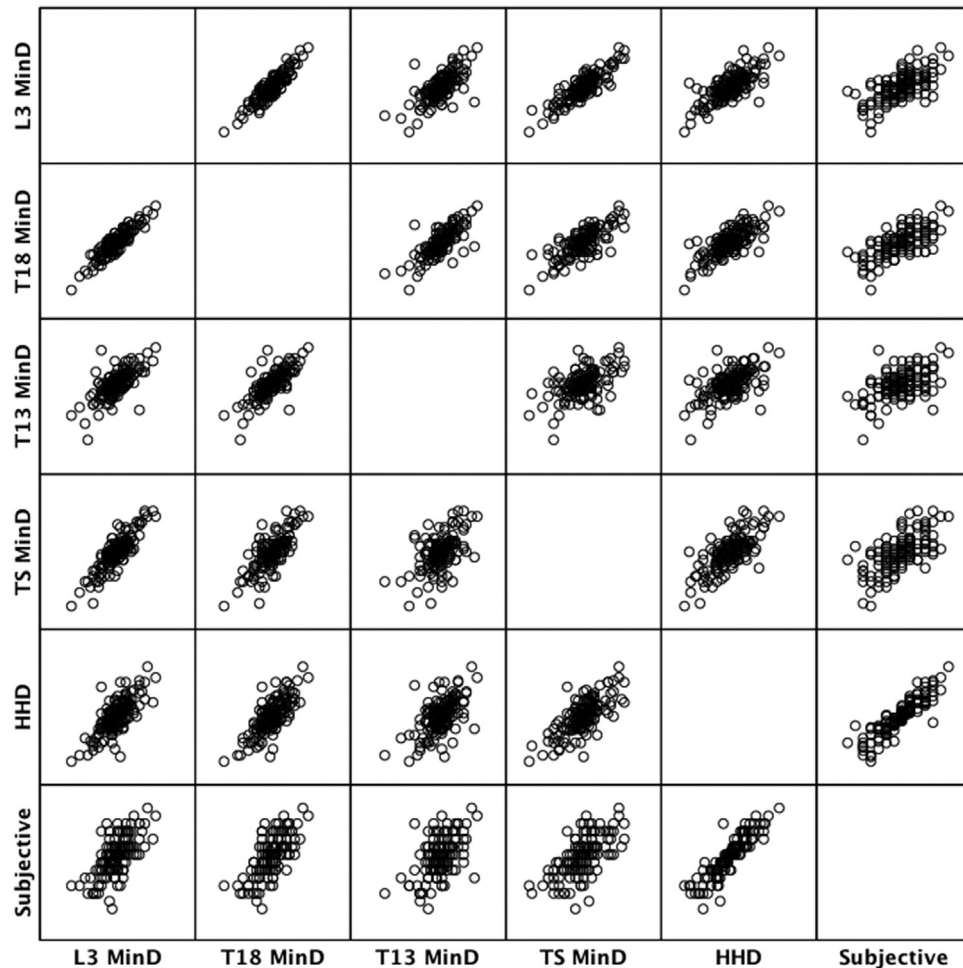 L3 MinD
T18 MinD
T13 MinD
TS MinD
HHD
Subjective
L3 MinD T18 MinD T13 MinD TS MinD HHD Subjective